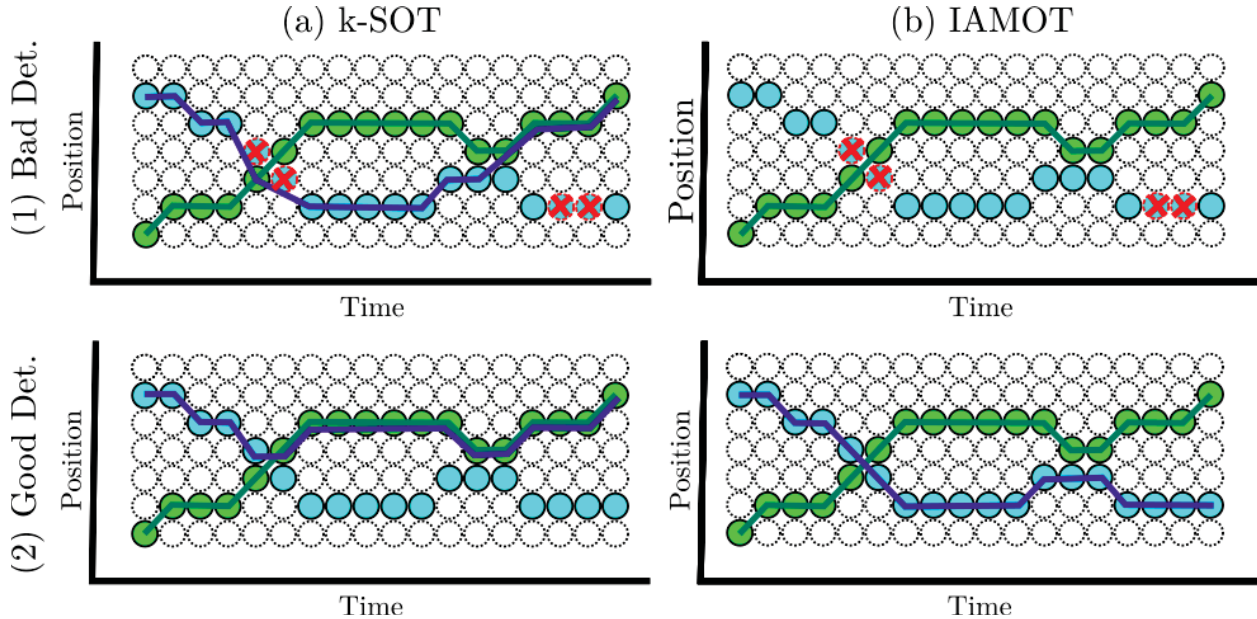 (a) k-SOT
(b) IAMOT
(1) Bad Det.
Position
Time
Position
Time
(2) Good Det.
Position
Time
Position
Time